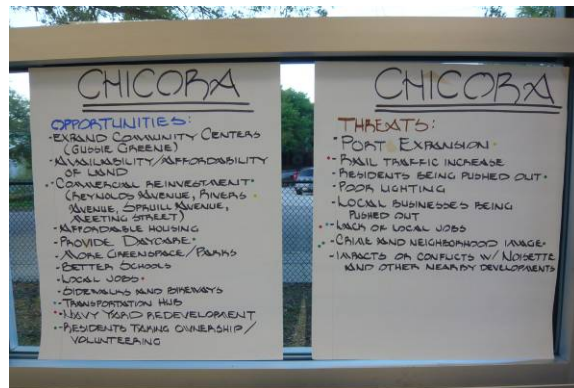 CHICORA
OPPORTUNITIES:
•EXPAND COMMUNITY CENTERS
(GUSSIE GREENE)
•AVAILABILITY/AFFORDABILITY
OF LAND
•COMMERCIAL REINVESTMENT
(REYNOLDS AVENUE, RIVERS
AVENUE, SPRUILL AVENUE,
MEETING STREET)
•AFFORDABLE HOUSING
•PROVIDE DAYCARE
•MORE GREENSPACE/PARKS
•BETTER SCHOOLS
•LOCAL JOBS
•SIDEWALKS AND BIKEWAYS
•TRANSPORTATION HUB
•NAVY YARD REDEVELOPMENT
•RESIDENTS TAKING OWNERSHIP/
VOLUNTEERING
CHICORA
THREATS:
•PORT EXPANSION
•RAIL TRAFFIC INCREASE
•RESIDENTS BEING PUSHED OUT
•POOR LIGHTING
•LOCAL BUSINESSES BEING
PUSHED OUT
•LACK OF LOCAL JOBS
•CRIME AND NEIGHBORHOOD IMAGE
•IMPACTS OR CONFLICTS W/ NOISETTE
AND OTHER NEARBY DEVELOPMENTS